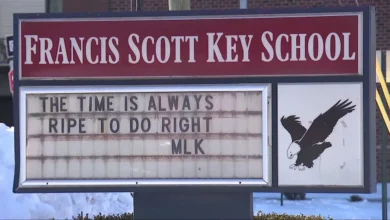 FRANCIS SCOTT KEY SCHOOL
THE TIME IS ALWAYS
RIPE TO DO RIGHT
MLK